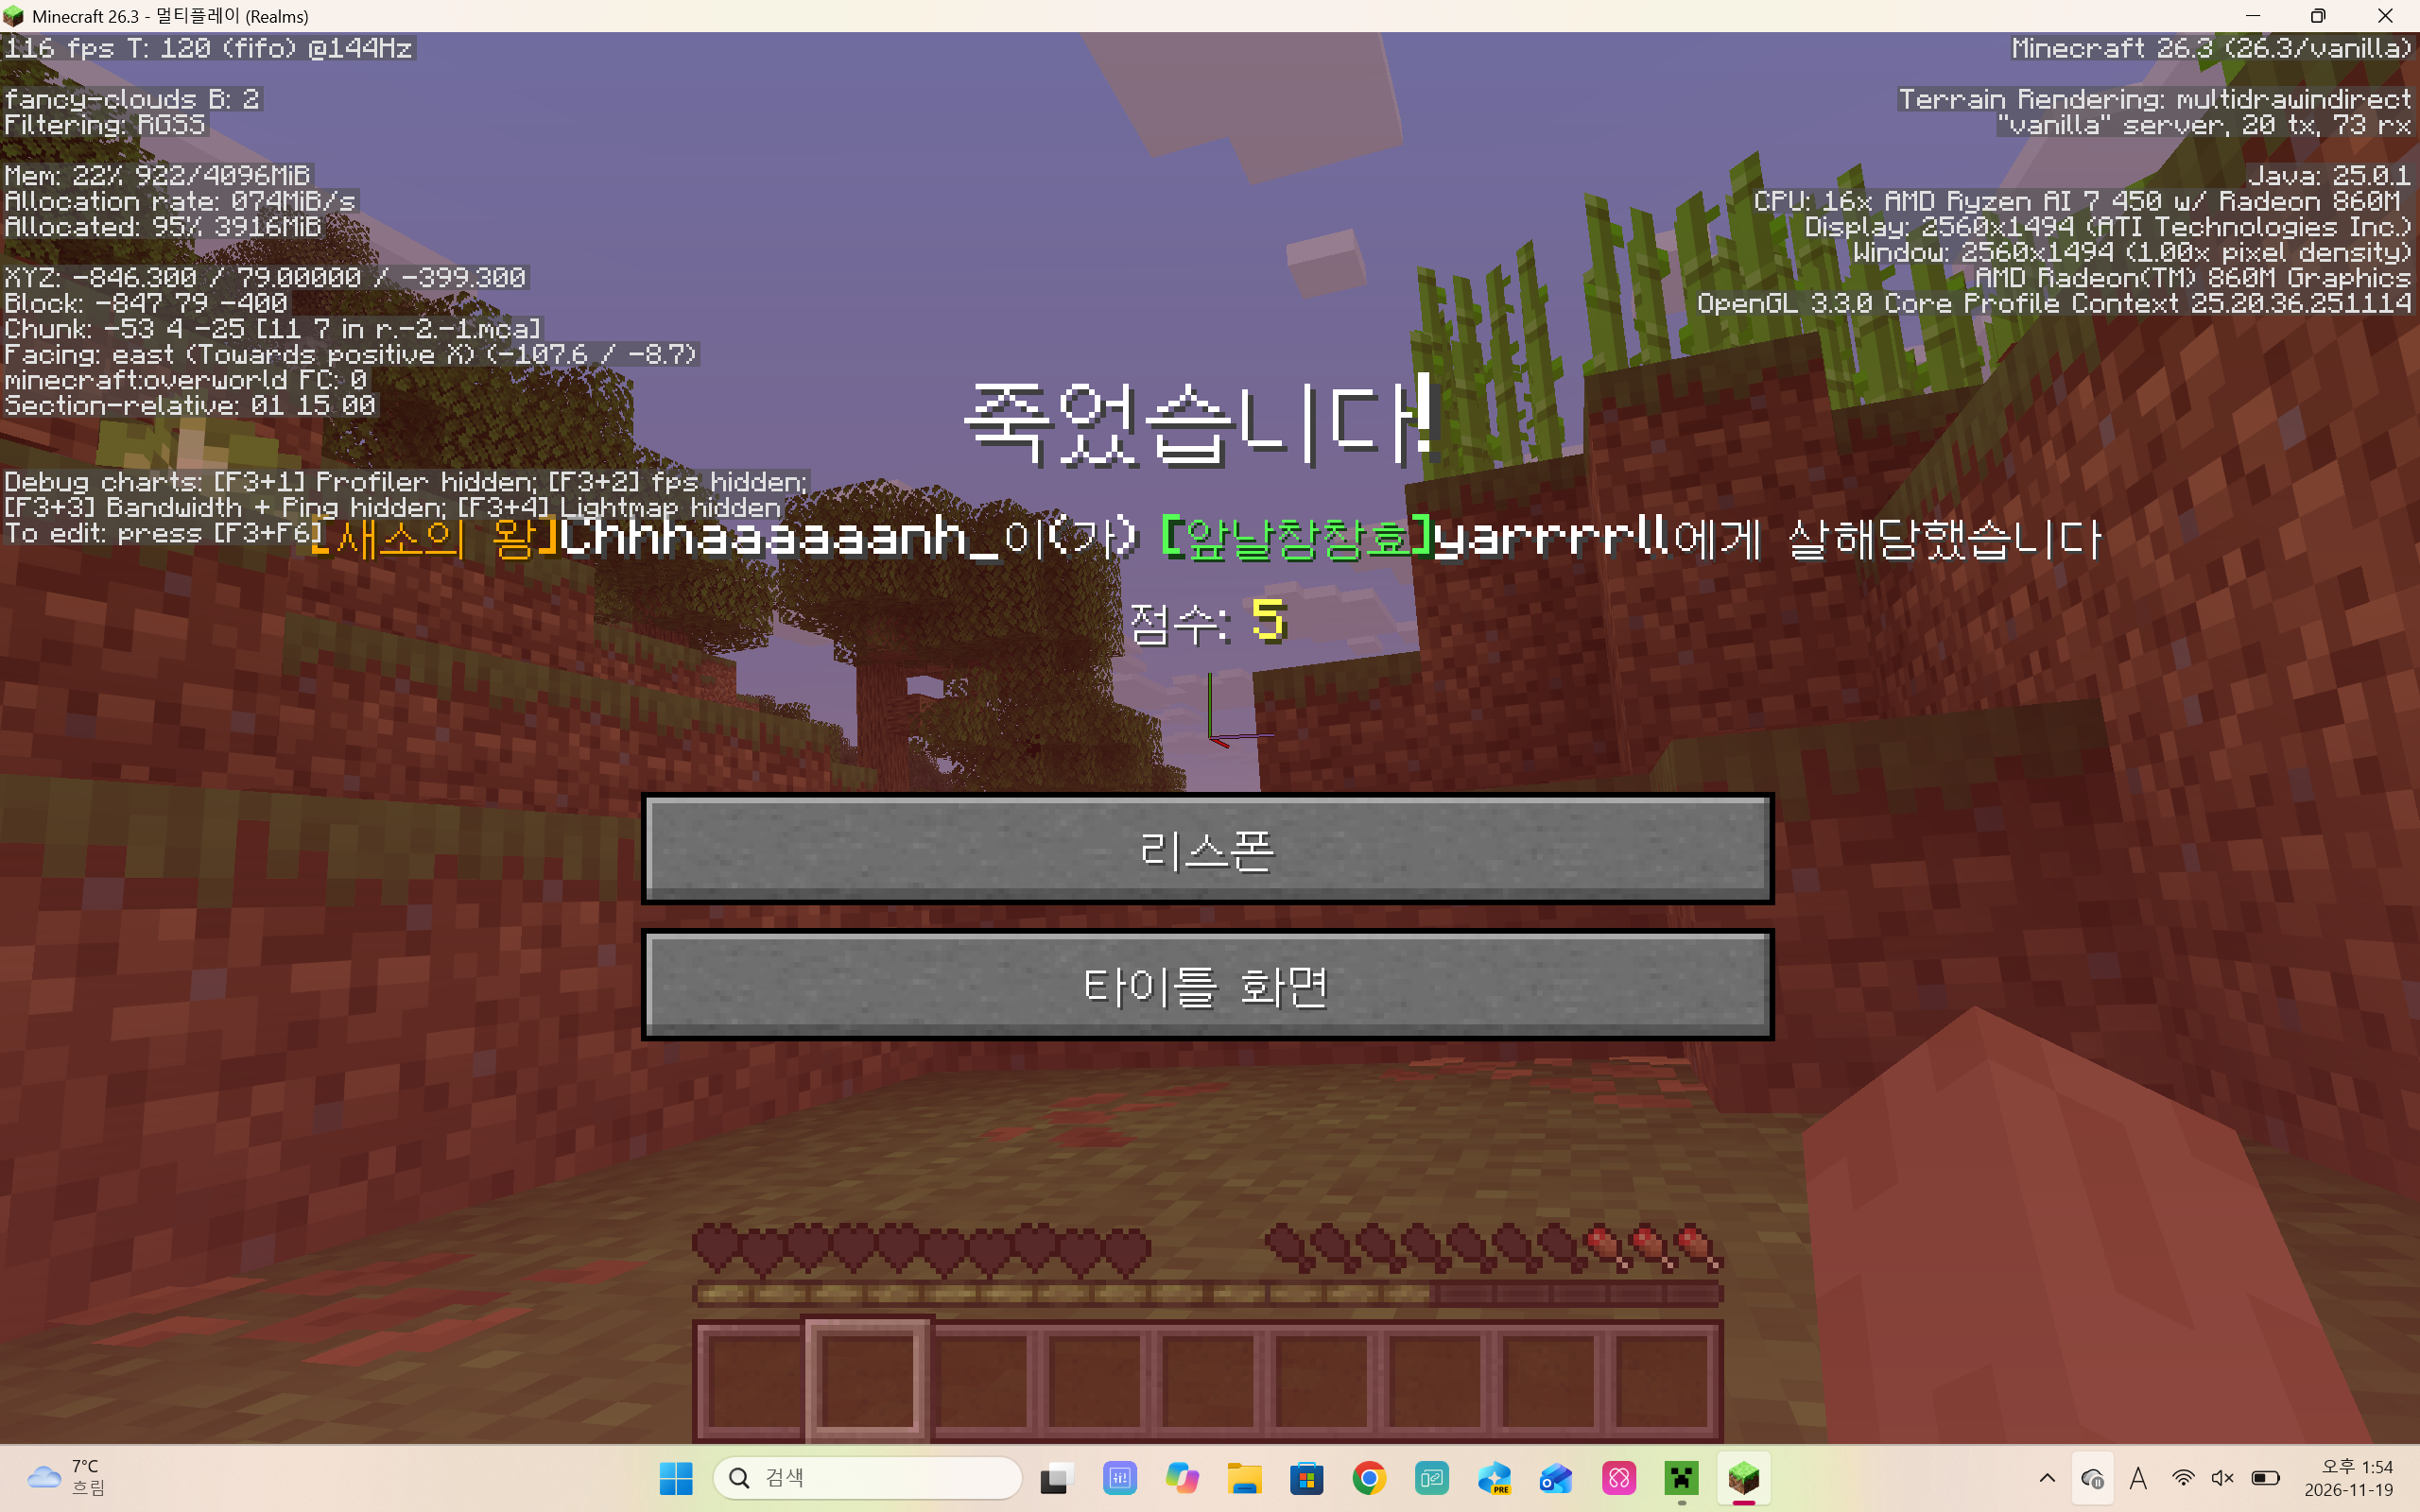 Minecraft 26.3 - 멀티플레이 (Realms)
116 fps T: 120 (fifo) @144Hz
fancy-clouds B: 2
Filtering: RGSS
Mem: 22% 922/4096MiB
Allocation rate: 074MiB/s
Allocated: 95% 3916MiB
XYZ: -846.300 / 79.00000 / -399.300
Block: -847 79 -400
Chunk: -53 4 -25 [11 7 in r.-2.-1.mca]
Facing: east (Towards positive X) (-107.6 / -8.7)
minecraft:overworld FC: 0
Section-relative: 01 15 00
Debug charts: [F3+1] Profiler hidden; [F3+2] fps hidden;
[F3+3] Bandwidth + Ping hidden; [F3+4] Lightmap hidden
To edit: press [F3+F6]
Minecraft 26.3 (26.3/vanilla)
Terrain Rendering: multidrawindirect
"vanilla" server, 20 tx, 73 rx
Java: 25.0.1
CPU: 16x AMD Ryzen AI 7 450 w/ Radeon 860M
Display: 2560x1494 (ATI Technologies Inc.)
Window: 2560x1494 (1.00x pixel density)
AMD Radeon(TM) 860M Graphics
OpenGL 3.3.0 Core Profile Context 25.20.36.251114
죽었습니다!
[새소의 왕]Chhhaaaaaaanh_이(가) [앞날창창효]yarrrrll에게 살해당했습니다
점수: 5
리스폰
타이틀 화면
7°C
흐림
검색
PRE
A
오후 1:54
2026-11-19